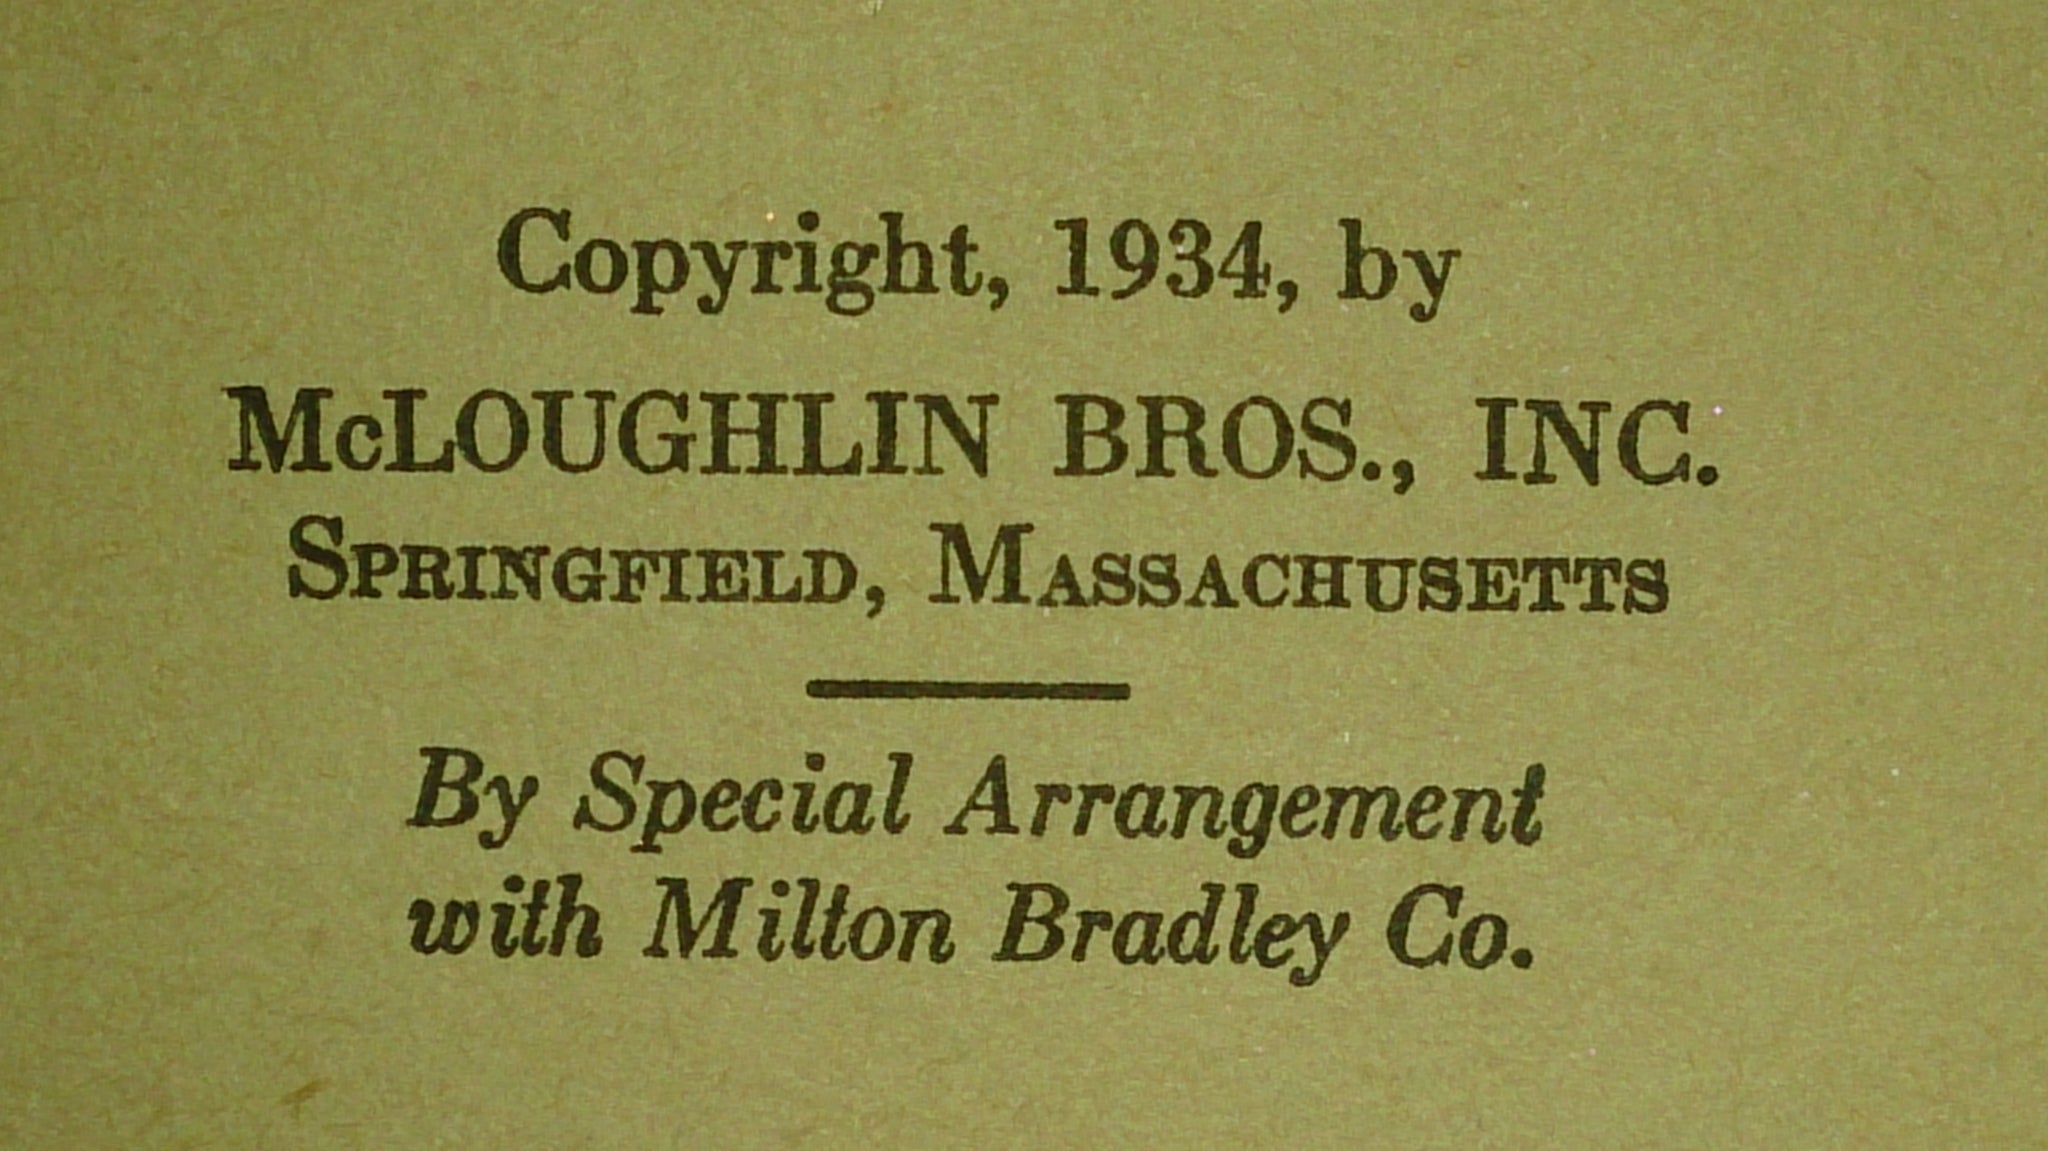 Copyright, 1934, by
McLOUGHLIN BROS., INC.
SPRINGFIELD, MASSACHUSETTS
By Special Arrangement
with Milton Bradley Co.